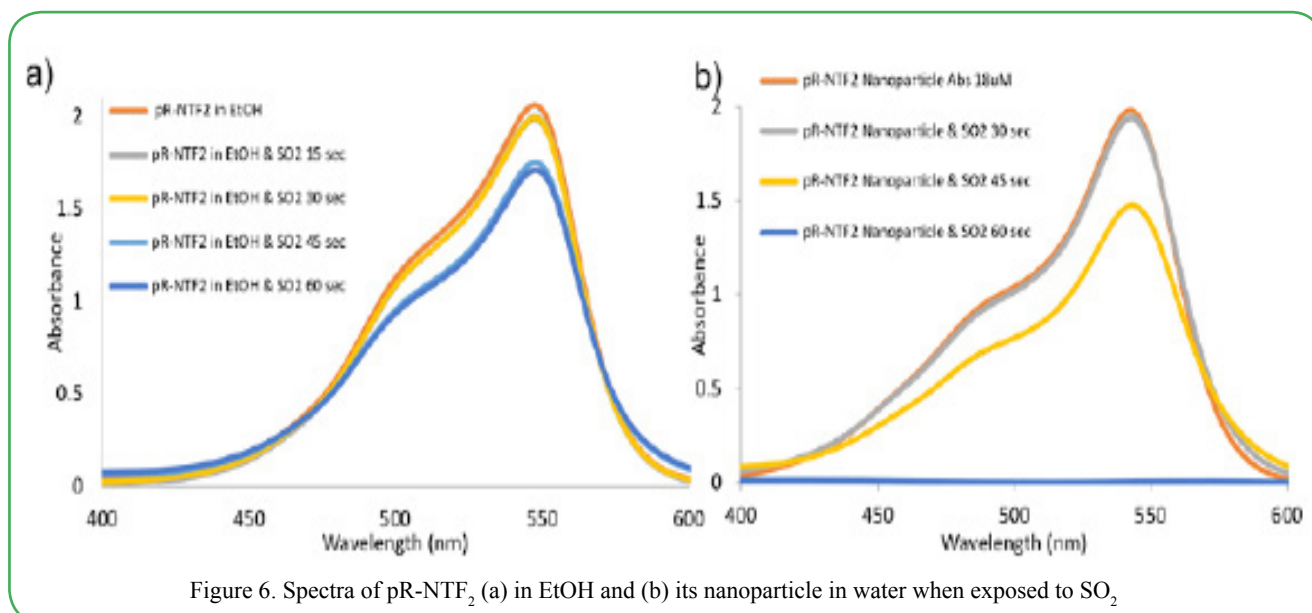 a)
pR-NTF2 in EtOH
pR-NTF2 in EtOH & SO2 15 sec
pR-NTF2 in EtOH & SO2 30 sec
pR-NTF2 in EtOH & SO2 45 sec
pR-NTF2 in EtOH & SO2 60 sec
2
1.5
1
0.5
0
Absorbance
400
450
500
550
600
Wavelength (nm)
b)
pR-NTF2 Nanoparticle Abs 18uM
pR-NTF2 Nanoparticle & SO2 30 sec
pR-NTF2 Nanoparticle & SO2 45 sec
pR-NTF2 Nanoparticle & SO2 60 sec
2
1.5
1
0.5
0
Absorbance
400
450
500
550
600
Wavelength (nm)
Figure 6. Spectra of pR-NTF₂ (a) in EtOH and (b) its nanoparticle in water when exposed to SO₂